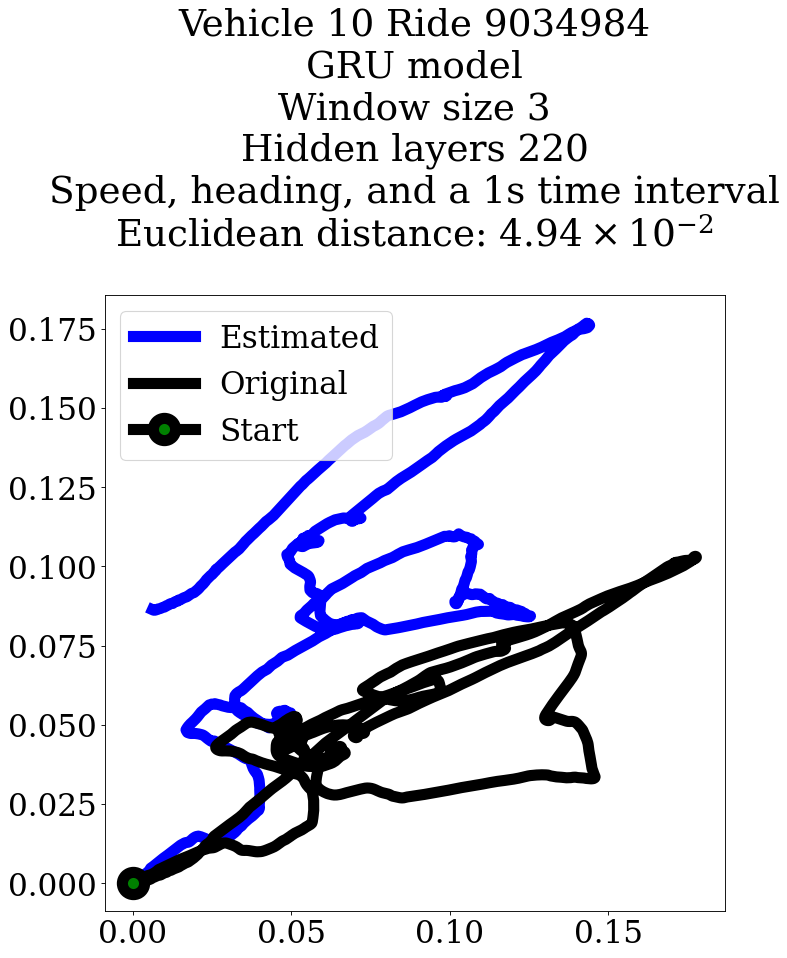 Vehicle 10 Ride 9034984
GRU model
Window size 3
Hidden layers 220
Speed, heading, and a 1s time interval
Euclidean distance: 4.94 × 10⁻²
Estimated
Original
Start
0.175
0.150
0.125
0.100
0.075
0.050
0.025
0.000
0.00 0.05 0.10 0.15